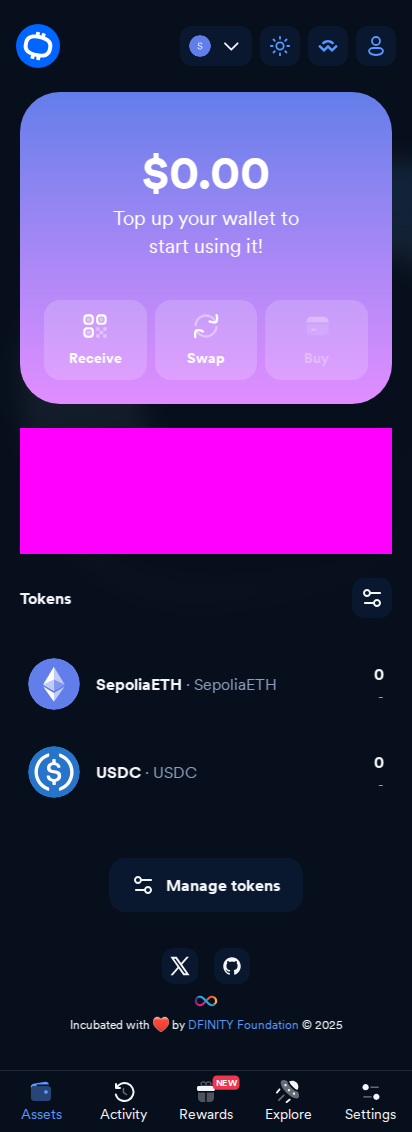 S
$0.00
Top up your wallet to
start using it!
Receive
Swap
Buy
Tokens
SepoliaETH · SepoliaETH
0
-
USDC · USDC
0
-
Manage tokens
Incubated with ❤️ by DFINITY Foundation © 2025
NEW
Assets
Activity
Rewards
Explore
Settings